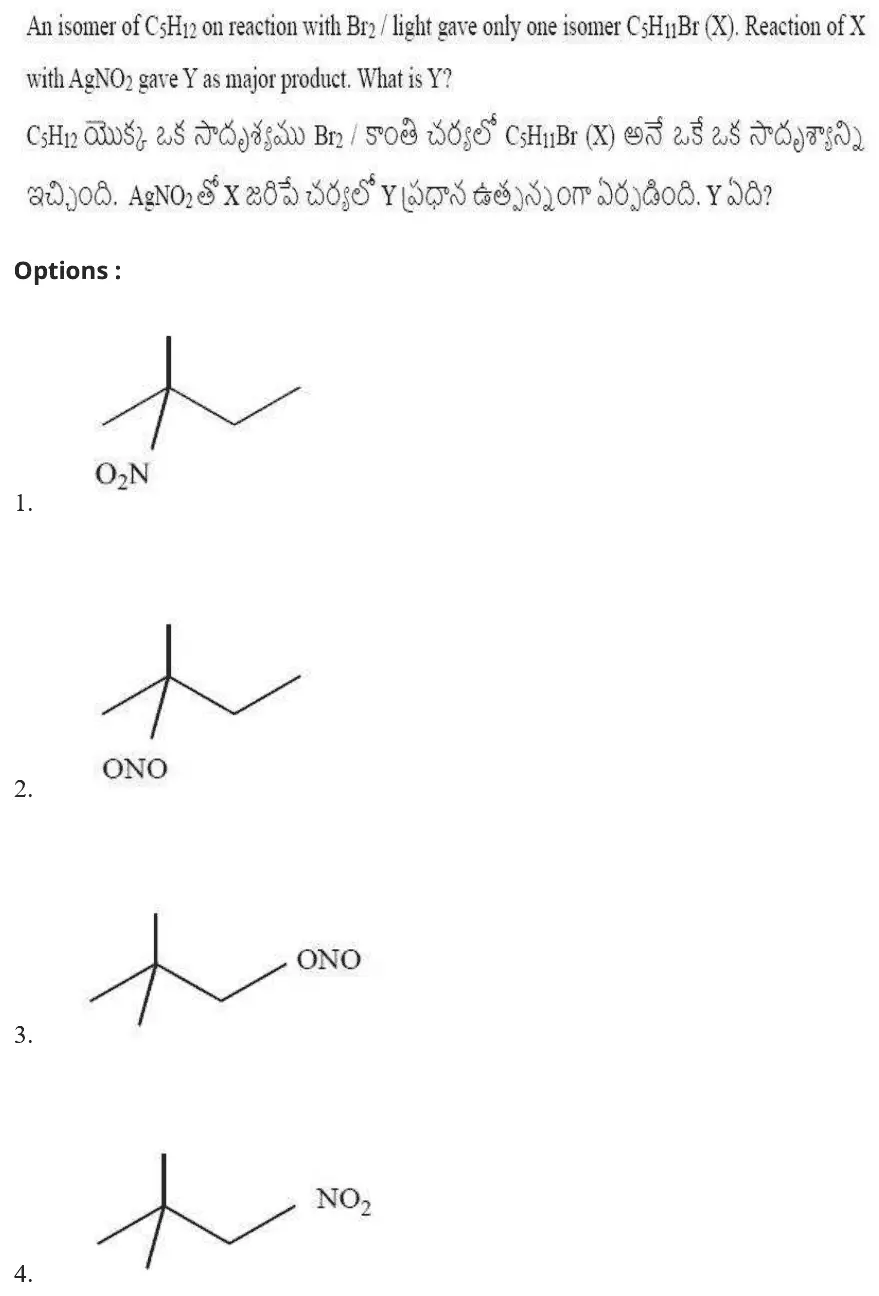 An isomer of C5H12 on reaction with Br2 / light gave only one isomer C5H11Br (X). Reaction of X
with AgNO2 gave Y as major product. What is Y?
C5H12 యొక్క ఒక సాదృశ్యము Br2 / కాంతి చర్యలో C5H11Br (X) అనే ఒకే ఒక సాదృశ్యాన్ని
ఇచ్చింది. AgNO2 తో X జరిపే చర్యలో Y ప్రధాన ఉత్పన్నంగా ఏర్పడింది. Y ఏది?
Options :
O2N
1.
ONO
2.
ONO
3.
NO2
4.